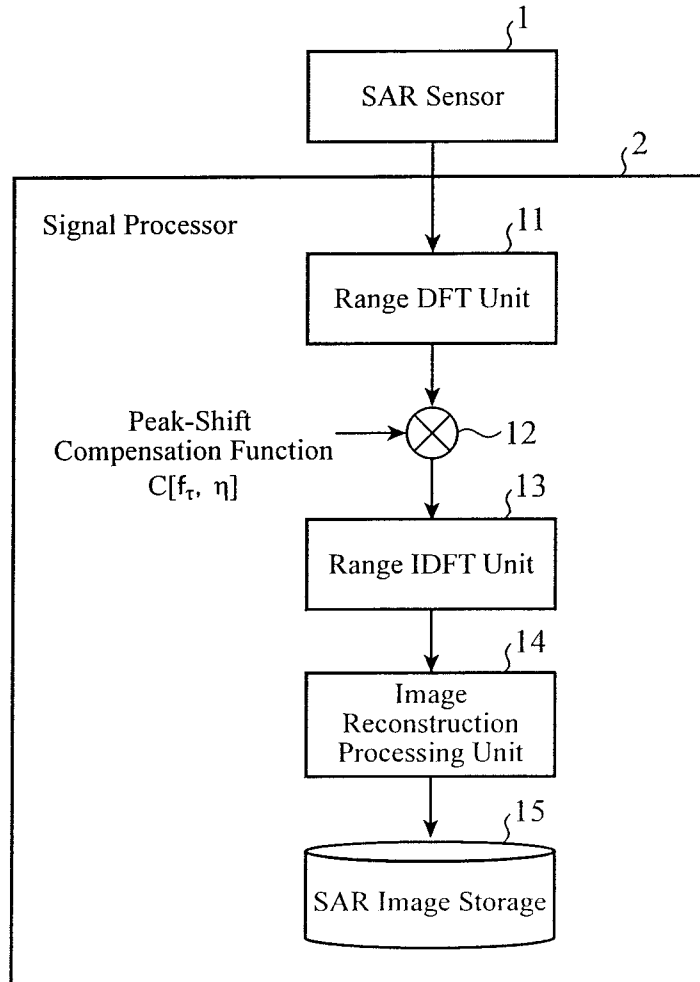 1
SAR Sensor
2
Signal Processor
11
Range DFT Unit
Peak-Shift
Compensation Function
C[fτ, η]
12
13
Range IDFT Unit
14
Image
Reconstruction
Processing Unit
15
SAR Image Storage